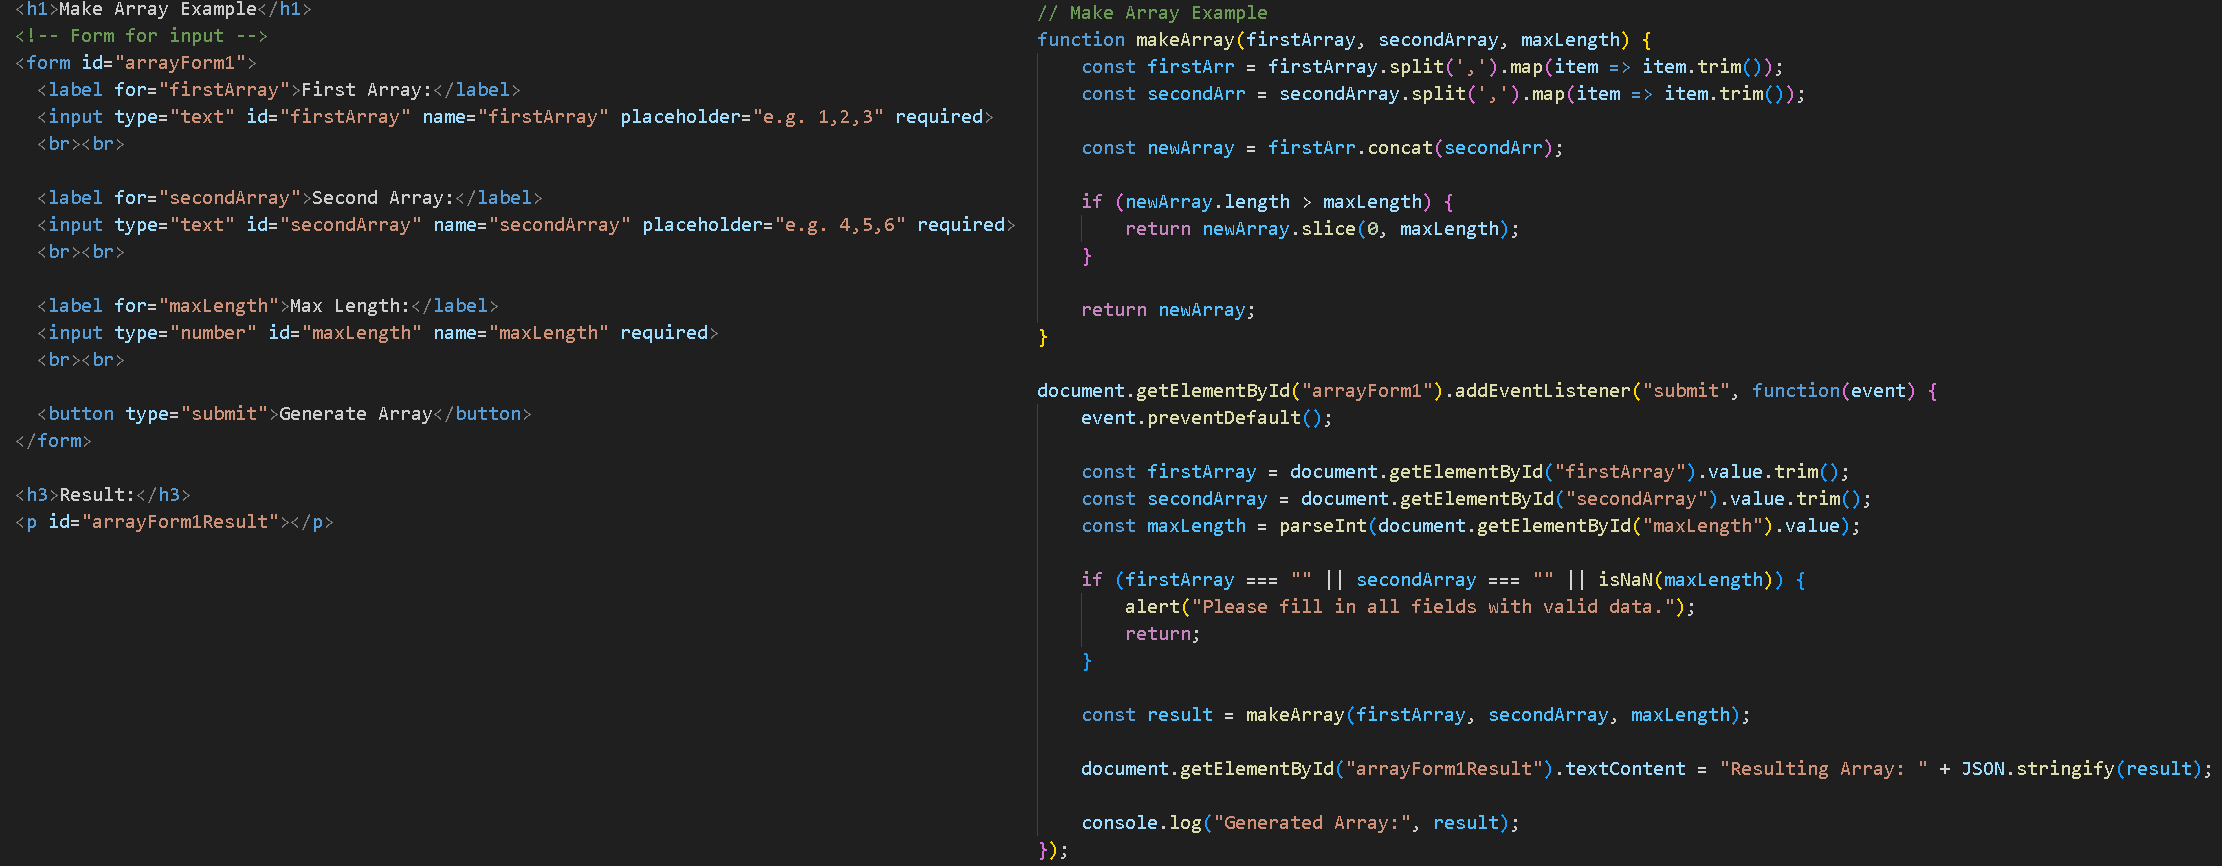 <h1>Make Array Example</h1>
<!-- Form for input -->
<form id="arrayForm1">
  <label for="firstArray">First Array:</label>
  <input type="text" id="firstArray" name="firstArray" placeholder="e.g. 1,2,3" required>
  <br><br>

  <label for="secondArray">Second Array:</label>
  <input type="text" id="secondArray" name="secondArray" placeholder="e.g. 4,5,6" required>
  <br><br>

  <label for="maxLength">Max Length:</label>
  <input type="number" id="maxLength" name="maxLength" required>
  <br><br>

  <button type="submit">Generate Array</button>
</form>

<h3>Result:</h3>
<p id="arrayForm1Result"></p>
// Make Array Example
function makeArray(firstArray, secondArray, maxLength) {
    const firstArr = firstArray.split(',').map(item => item.trim());
    const secondArr = secondArray.split(',').map(item => item.trim());

    const newArray = firstArr.concat(secondArr);

    if (newArray.length > maxLength) {
        return newArray.slice(0, maxLength);
    }

    return newArray;
}

document.getElementById("arrayForm1").addEventListener("submit", function(event) {
    event.preventDefault();

    const firstArray = document.getElementById("firstArray").value.trim();
    const secondArray = document.getElementById("secondArray").value.trim();
    const maxLength = parseInt(document.getElementById("maxLength").value);

    if (firstArray === "" || secondArray === "" || isNaN(maxLength)) {
        alert("Please fill in all fields with valid data.");
        return;
    }

    const result = makeArray(firstArray, secondArray, maxLength);

    document.getElementById("arrayForm1Result").textContent = "Resulting Array: " + JSON.stringify(result);

    console.log("Generated Array:", result);
});